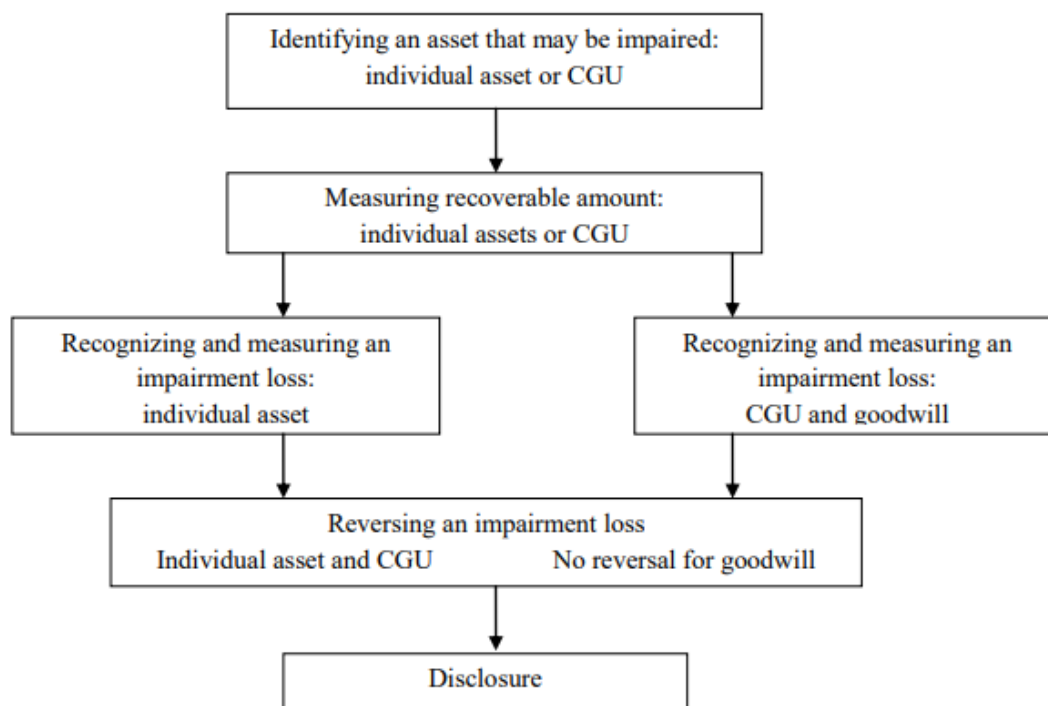 Identifying an asset that may be impaired:
individual asset or CGU
Measuring recoverable amount:
individual assets or CGU
Recognizing and measuring an
impairment loss:
individual asset
Recognizing and measuring an
impairment loss:
CGU and goodwill
Reversing an impairment loss
Individual asset and CGU No reversal for goodwill
Disclosure